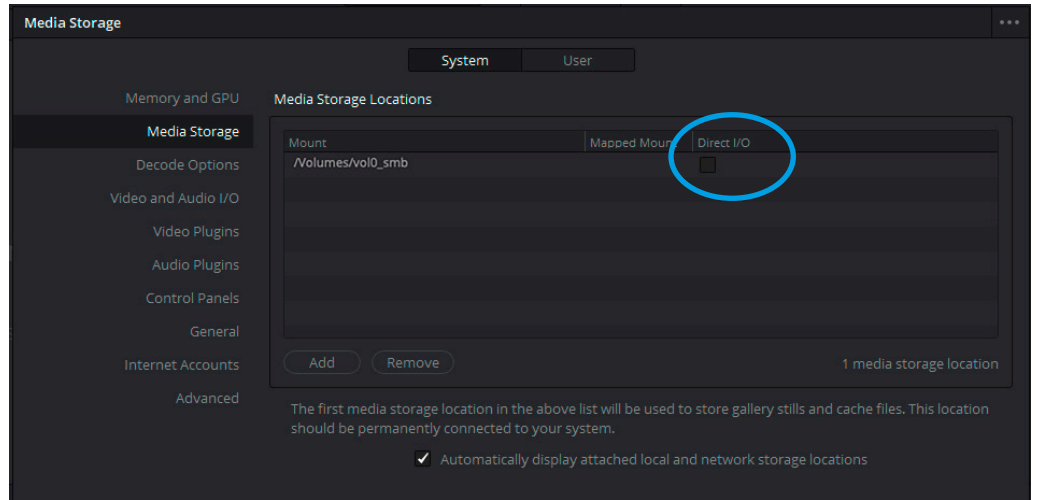 Media Storage
System User
Memory and GPU
Media Storage
Decode Options
Video and Audio I/O
Video Plugins
Audio Plugins
Control Panels
General
Internet Accounts
Advanced
Media Storage Locations
Mount Mapped Mount Direct I/O
/Volumes/vol0_smb
Add Remove 1 media storage location
The first media storage location in the above list will be used to store gallery stills and cache files. This location
should be permanently connected to your system.
Automatically display attached local and network storage locations